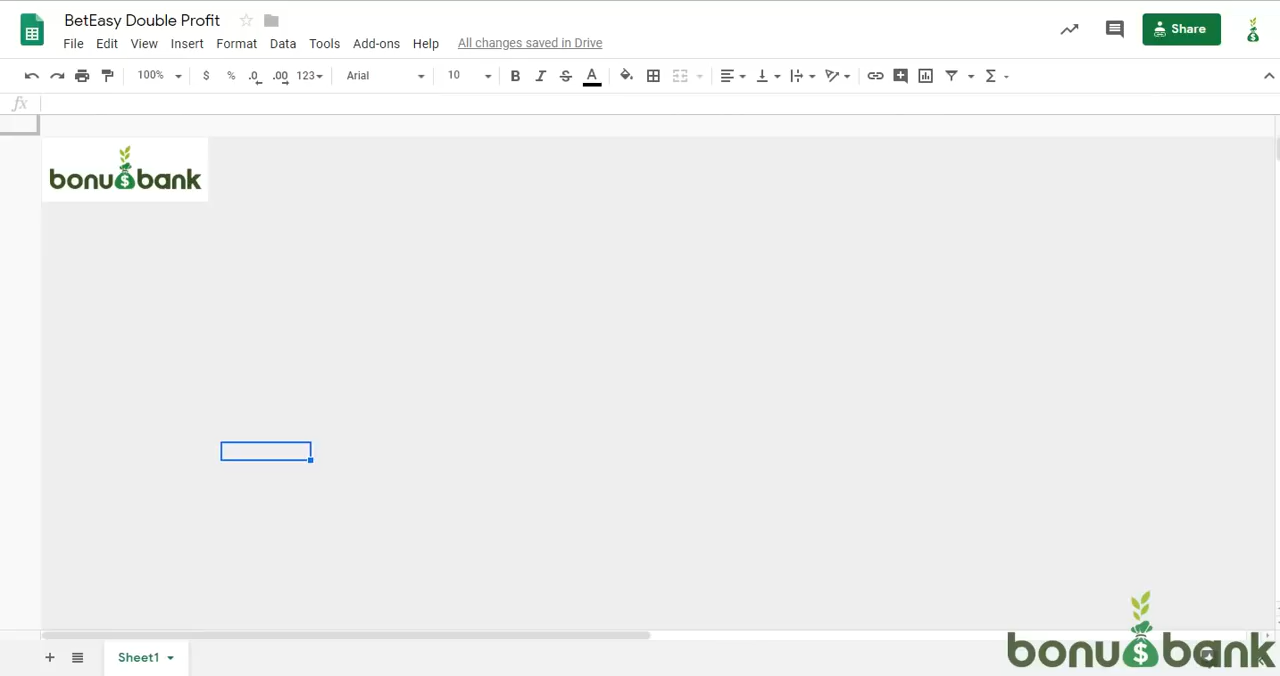 BetEasy Double Profit
File Edit View Insert Format Data Tools Add-ons Help All changes saved in Drive
Share
100% $ % .0 .00 123 Arial 10 B I S A Σ
fx
bonu$bank
Sheet1
bonu$bank